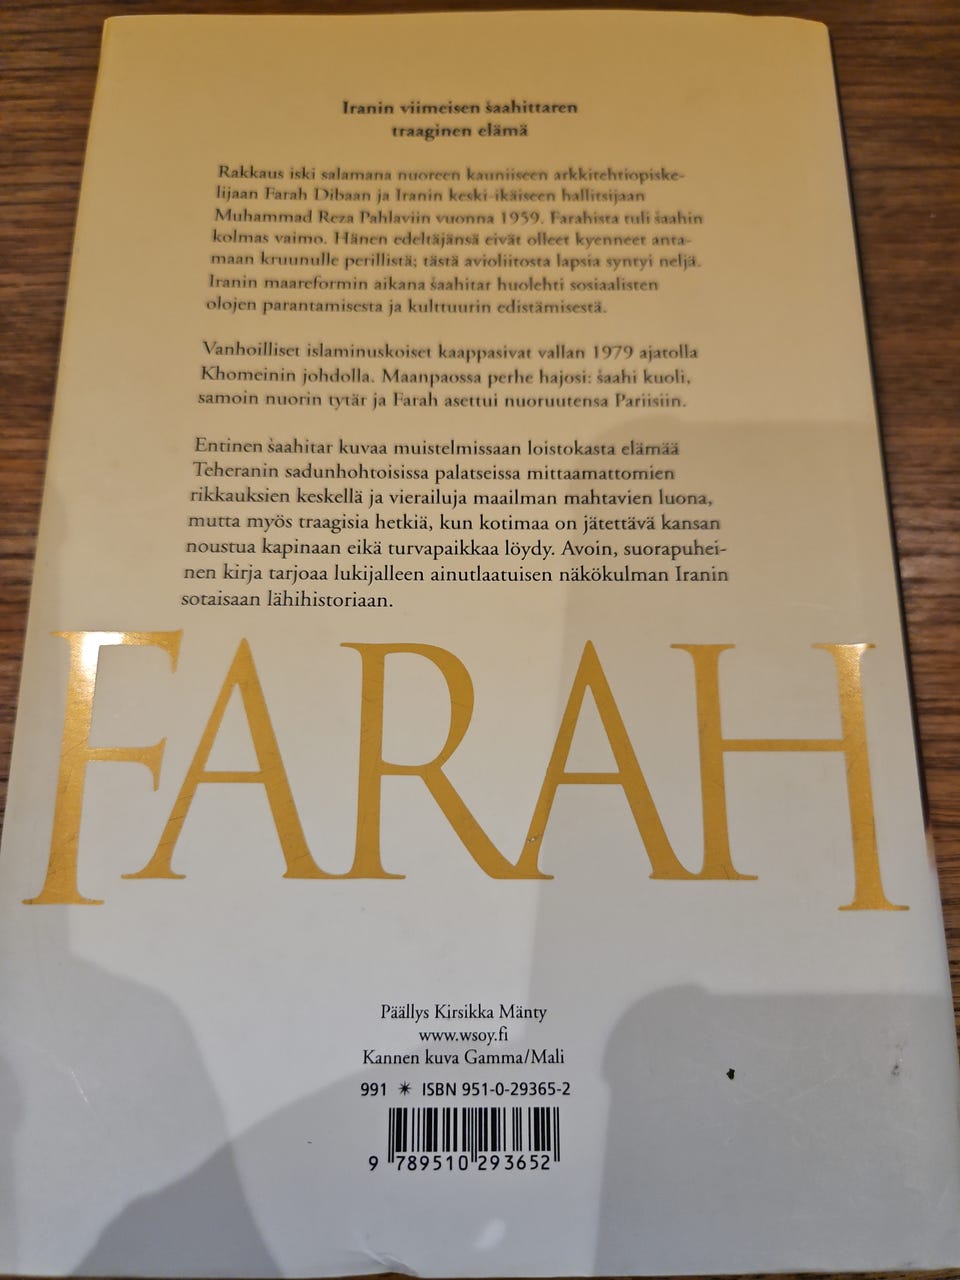 Iranin viimeisen šaahittaren
traaginen elämä
Rakkaus iski salamana nuoreen kauniiseen arkkitehtiopiske-
lijaan Farah Dibaan ja Iranin keski-ikäiseen hallitsijaan
Muhammad Reza Pahlaviin vuonna 1959. Farahista tuli šaahin
kolmas vaimo. Hänen edeltäjänsä eivät olleet kyenneet anta-
maan kruunulle perillistä; tästä avioliitosta lapsia syntyi neljä.
Iranin maareformin aikana šaahitar huolehti sosiaalisten
olojen parantamisesta ja kulttuurin edistämisestä.
Vanhoilliset islaminuskoiset kaappasivat vallan 1979 ajatolla
Khomeinin johdolla. Maanpaossa perhe hajosi: šaahi kuoli,
samoin nuorin tytär ja Farah asettui nuoruutensa Pariisiin.
Entinen šaahitar kuvaa muistelmissaan loistokasta elämää
Teheranin sadunhohtoisissa palatseissa mittaamattomien
rikkauksien keskellä ja vierailuja maailman mahtavien luona,
mutta myös traagisia hetkiä, kun kotimaa on jätettävä kansan
noustua kapinaan eikä turvapaikkaa löydy. Avoin, suorapuhei-
nen kirja tarjoaa lukijalleen ainutlaatuisen näkökulman Iranin
sotaisaan lähihistoriaan.
FARAH
Päällys Kirsikka Mänty
www.wsoy.fi
Kannen kuva Gamma/Mali
991 ✴ ISBN 951-0-29365-2
9 789510 293652